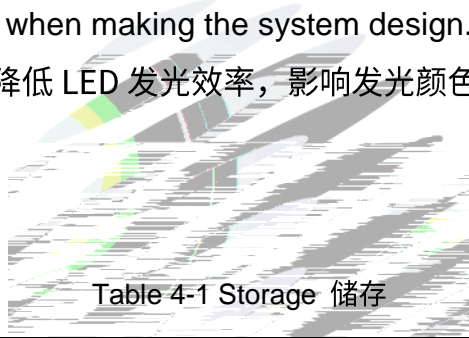 when making the system design.
降低 LED 发光效率，影响发光颜色
Table 4-1 Storage 储存